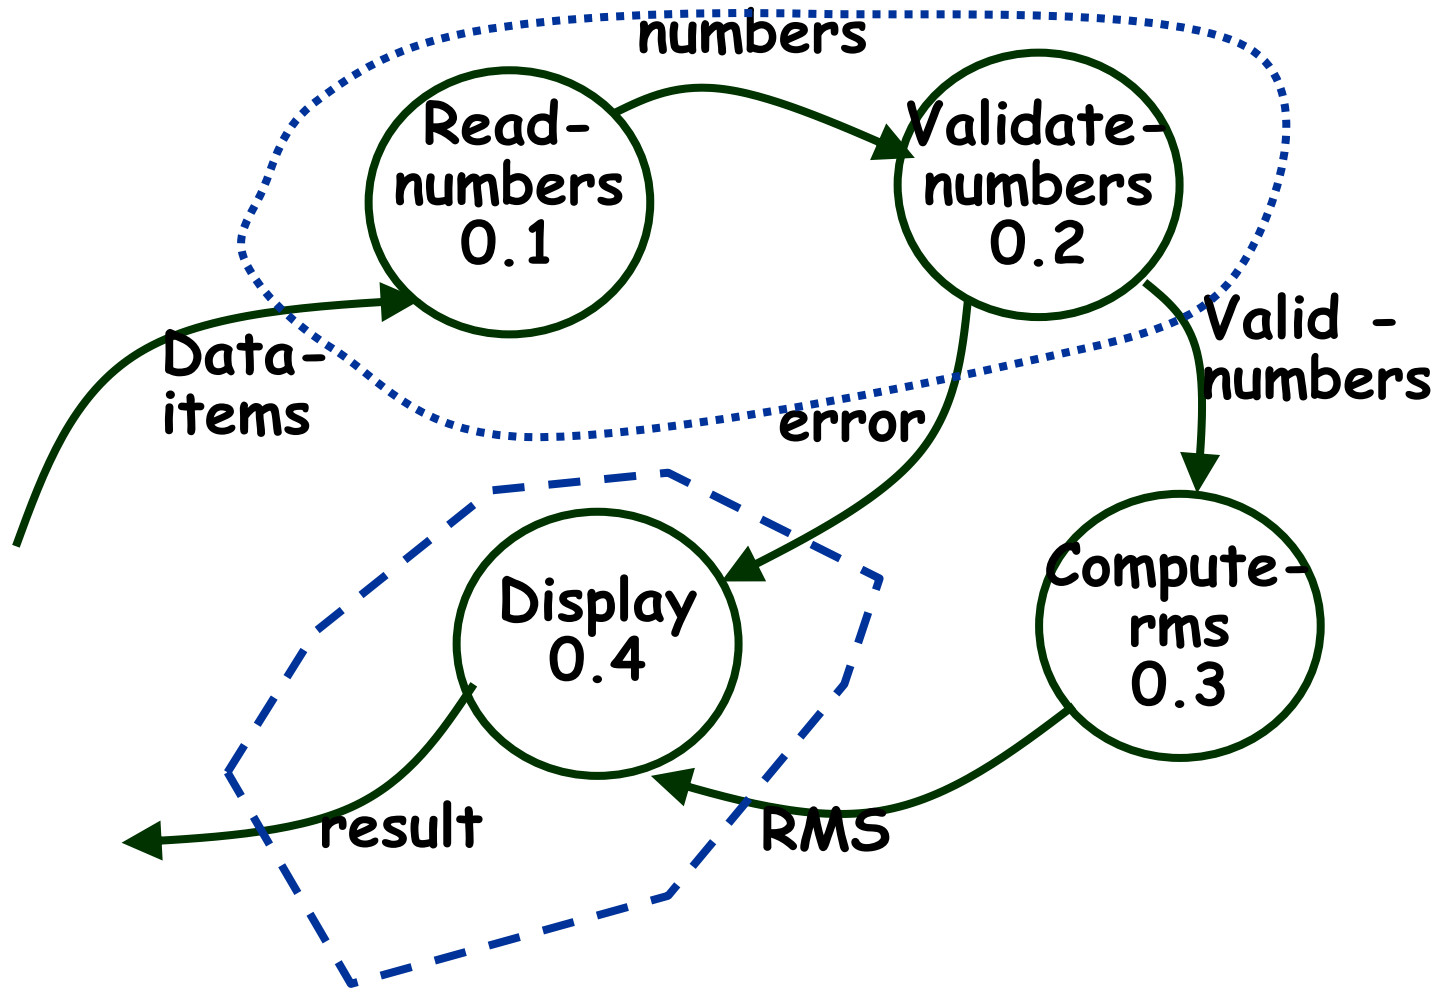 numbers
Read-
numbers
0.1
Validate-
numbers
0.2
Data-
items
Valid -
numbers
error
Display
0.4
Compute-
rms
0.3
result
RMS